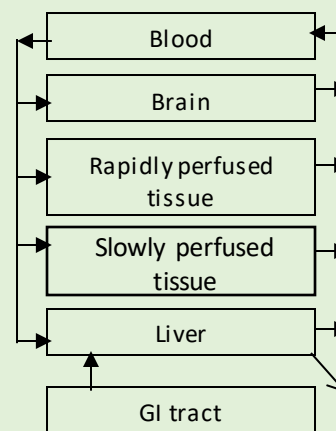 Blood
Brain
Rapidly perfused
tissue
Slowly perfused
tissue
Liver
GI tract